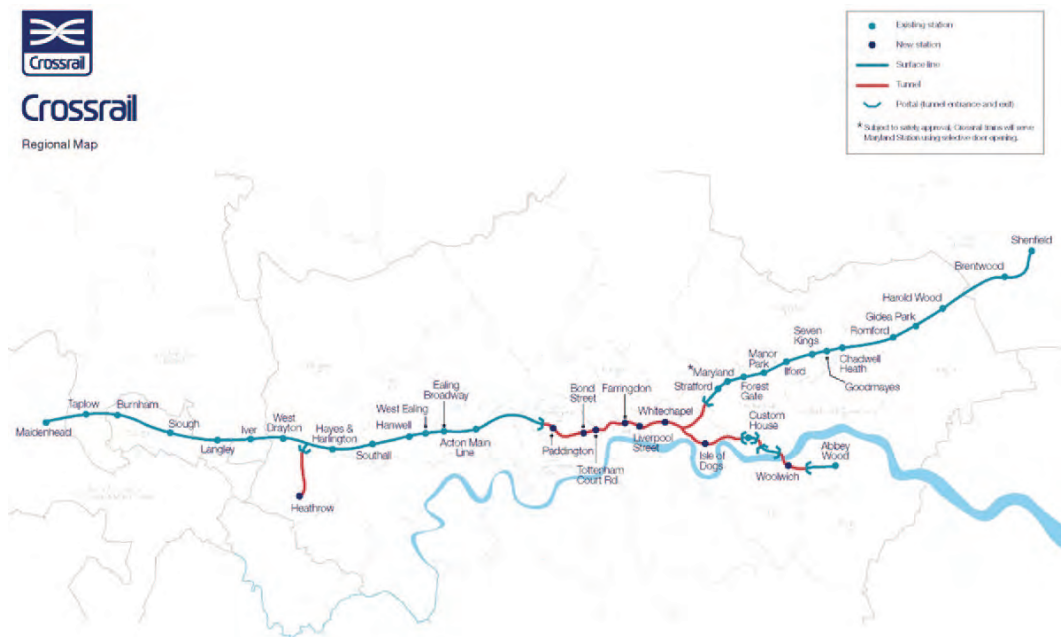 Crossrail
Crossrail
Regional Map
Existing station
New station
Surface line
Tunnel
Portal (tunnel entrance and exit)
* Subject to safety approval, Crossrail trains will serve
Maryland Station using selective door opening.
Shenfield
Brentwood
Harold Wood
Gidea Park
Romford
Chadwell
Heath
Goodmayes
Seven
Kings
Ilford
Manor
Park
Forest
Gate
*Maryland
Stratford
Whitechapel
Liverpool
Street
Farringdon
Tottenham
Court Rd
Bond
Street
Paddington
Isle of
Dogs
Custom
House
Woolwich
Abbey
Wood
Acton Main
Line
Ealing
Broadway
West Ealing
Hanwell
Southall
Hayes &
Harlington
Heathrow
West
Drayton
Iver
Langley
Slough
Burnham
Taplow
Maidenhead